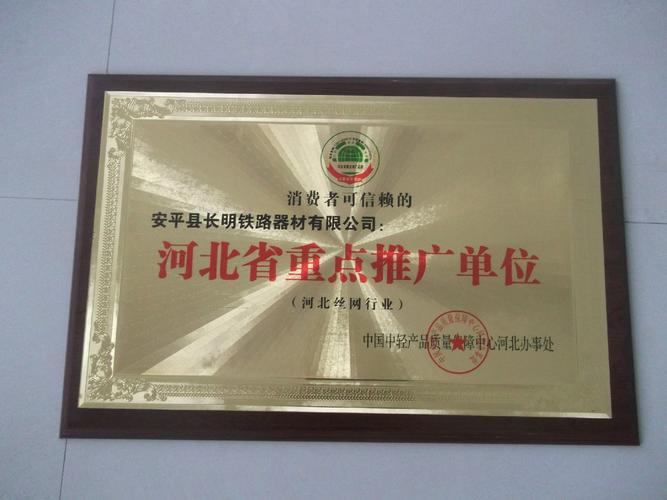 消费者可信赖的
安平县长明铁路器材有限公司:
河北省重点推广单位
(河北丝网行业)
中国中轻产品质量保障中心河北办事处